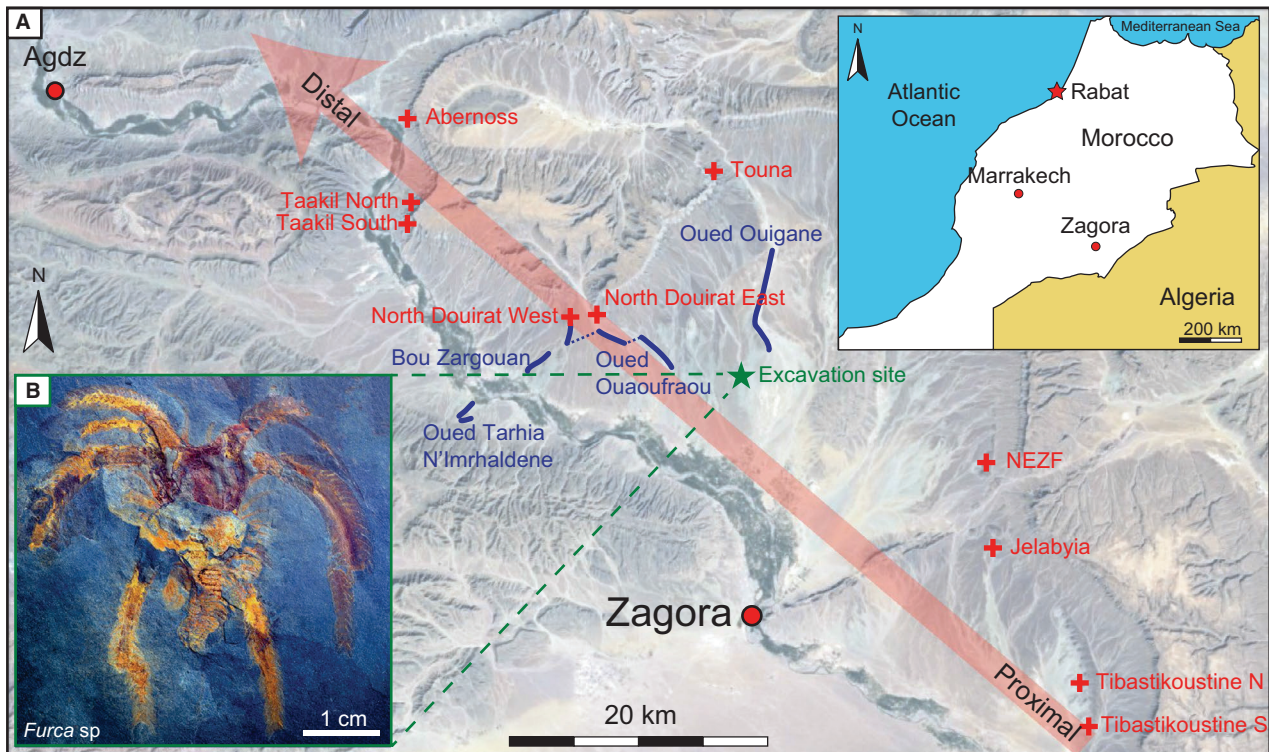 A
Agdz
Distal
Abernoss
Touna
Taakil North
Taakil South
Oued Ouigane
North Douirat East
North Douirat West
Bou Zargouan
Oued
Ouaoufraou
Excavation site
Oued Tarhia
N'Imrhaldene
NEZF
Jelabyia
Zagora
Proximal
Tibastikoustine N
Tibastikoustine S
20 km
N
N
Mediterranean Sea
Atlantic
Ocean
Rabat
Morocco
Marrakech
Zagora
Algeria
200 km
B
Furca sp
1 cm